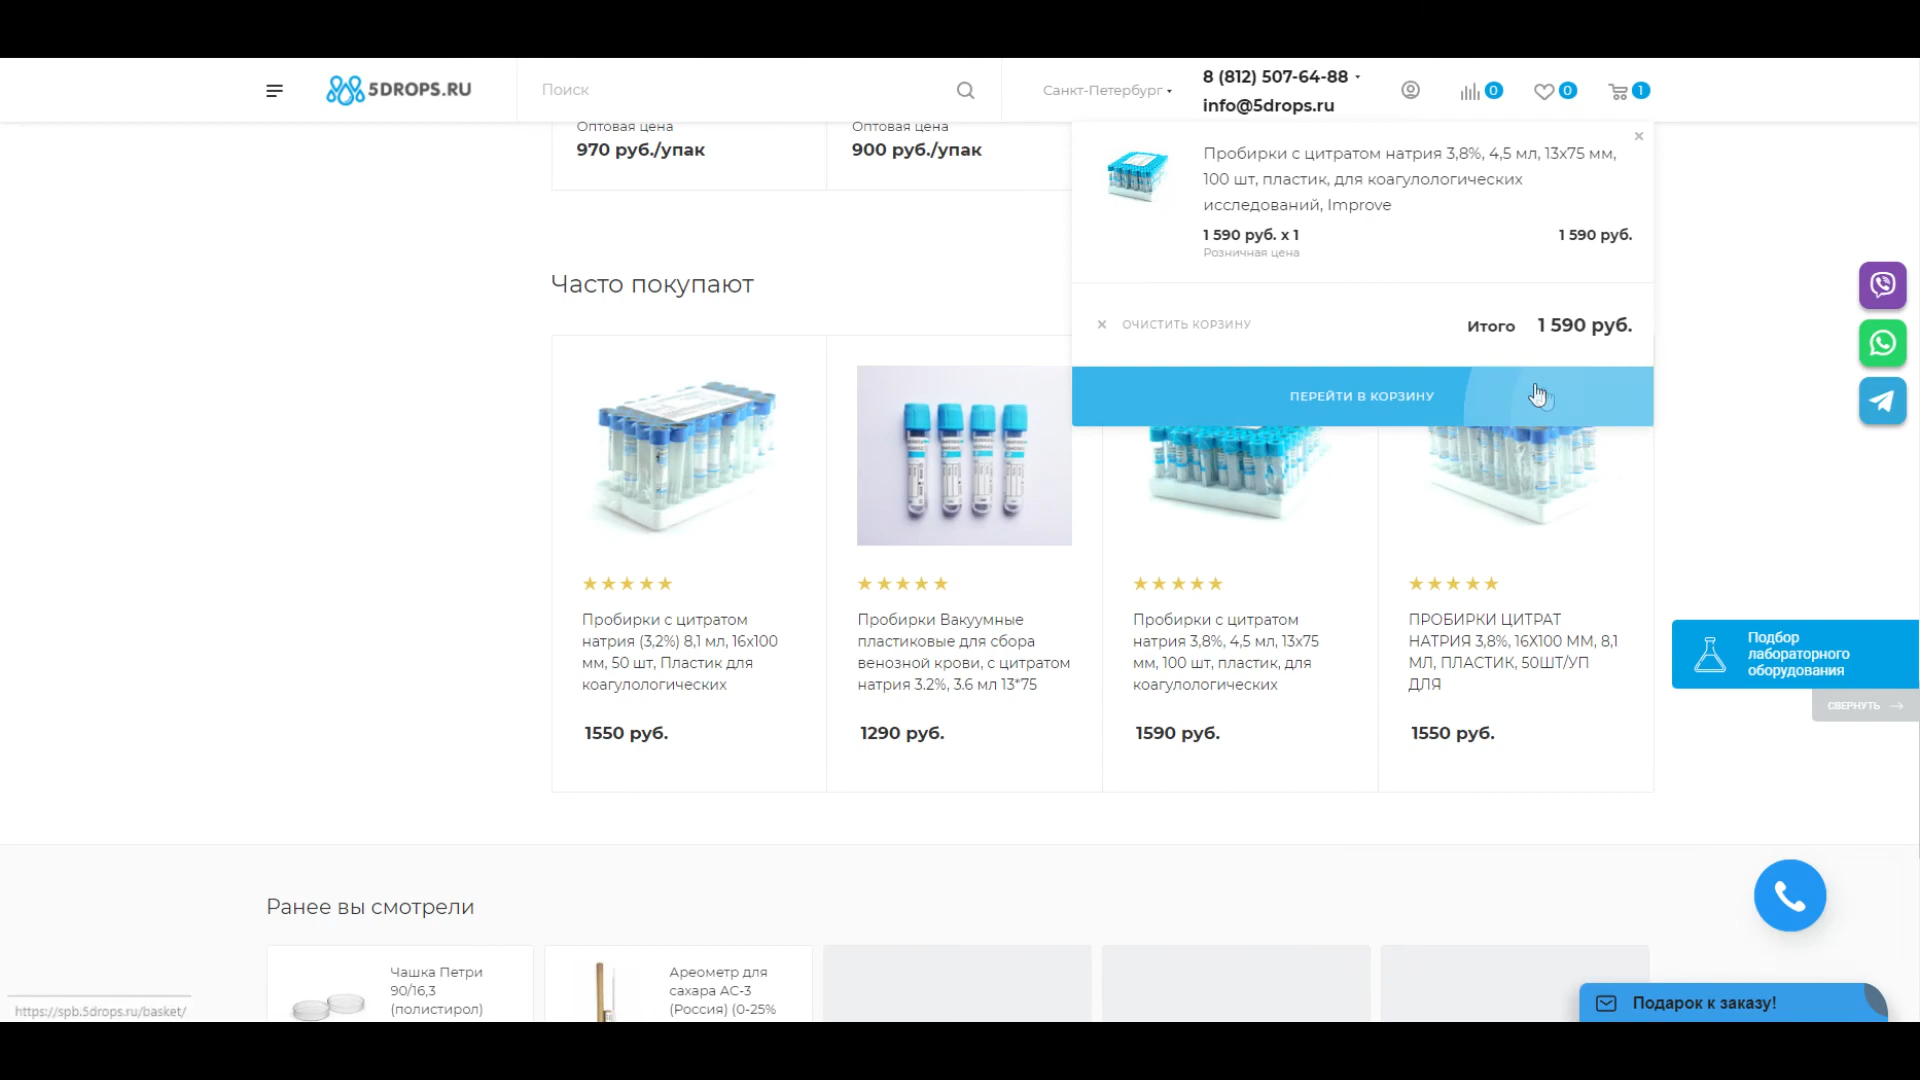 5DROPS.RU
Поиск
Санкт-Петербург
8 (812) 507-64-88
info@5drops.ru
0
0
1
Оптовая цена
970 руб./упак
Оптовая цена
900 руб./упак
Пробирки с цитратом натрия 3,8%, 4,5 мл, 13х75 мм,
100 шт, пластик, для коагулологических
исследований, Improve
1 590 руб. x 1
1 590 руб.
Розничная цена
ОЧИСТИТЬ КОРЗИНУ
Итого 1 590 руб.
ПЕРЕЙТИ В КОРЗИНУ
Часто покупают
Пробирки с цитратом
натрия (3,2%) 8,1 мл, 16х100
мм, 50 шт, Пластик для
коагулологических
1550 руб.
Пробирки Вакуумные
пластиковые для сбора
венозной крови, с цитратом
натрия 3.2%, 3.6 мл 13*75
1290 руб.
Пробирки с цитратом
натрия 3,8%, 4,5 мл, 13х75
мм, 100 шт, пластик, для
коагулологических
1590 руб.
ПРОБИРКИ ЦИТРАТ
НАТРИЯ 3,8%, 16Х100 ММ, 8,1
МЛ, ПЛАСТИК, 50ШТ/УП
ДЛЯ
1550 руб.
Подбор
лабораторного
оборудования
СВЕРНУТЬ
Ранее вы смотрели
Чашка Петри
90/16,3
(полистирол)
Ареометр для
сахара АС-3
(Россия) (0-25%
https://spb.5drops.ru/basket/
Подарок к заказу!